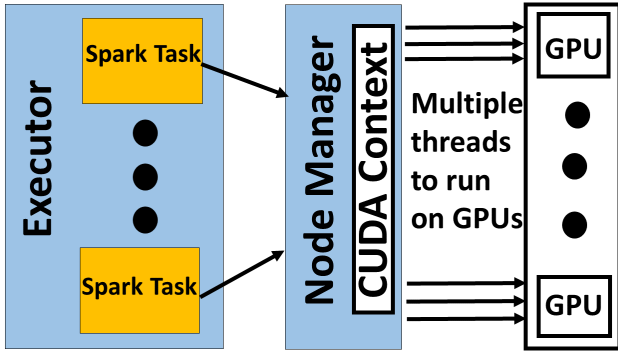 Executor
Spark Task
Spark Task
Node Manager
CUDA Context
Multiple
threads
to run
on GPUs
GPU
GPU